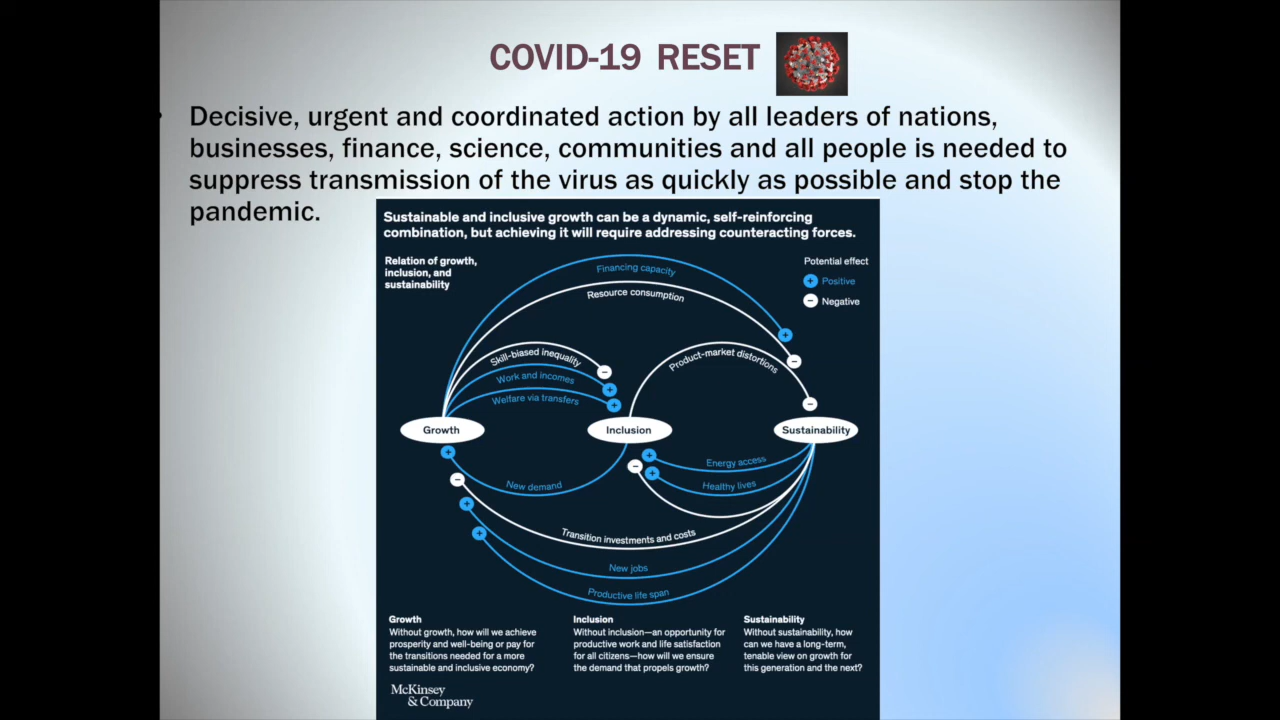 COVID-19 RESET
Decisive, urgent and coordinated action by all leaders of nations,
businesses, finance, science, communities and all people is needed to
suppress transmission of the virus as quickly as possible and stop the
pandemic.
Sustainable and inclusive growth can be a dynamic, self-reinforcing
combination, but achieving it will require addressing counteracting forces.
Relation of growth,
inclusion, and
sustainability
Potential effect
+ Positive
− Negative
Financing capacity
+
Resource consumption
−
Skill-biased inequality
−
Work and incomes
+
Welfare via transfers
+
Product-market distortions
−
Growth
Inclusion
Sustainability
+
New demand
+
Energy access
−
+
Healthy lives
−
Transition investments and costs
+
New jobs
+
Productive life span
Growth
Without growth, how will we achieve
prosperity and well-being or pay for
the transitions needed for a more
sustainable and inclusive economy?
Inclusion
Without inclusion—an opportunity for
productive work and life satisfaction
for all citizens—how will we ensure
the demand that propels growth?
Sustainability
Without sustainability, how
can we have a long-term,
tenable view on growth for
this generation and the next?
McKinsey
& Company